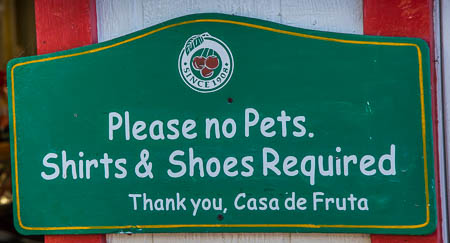 SINCE 1908
Please no Pets.
Shirts & Shoes Required
Thank you, Casa de Fruta